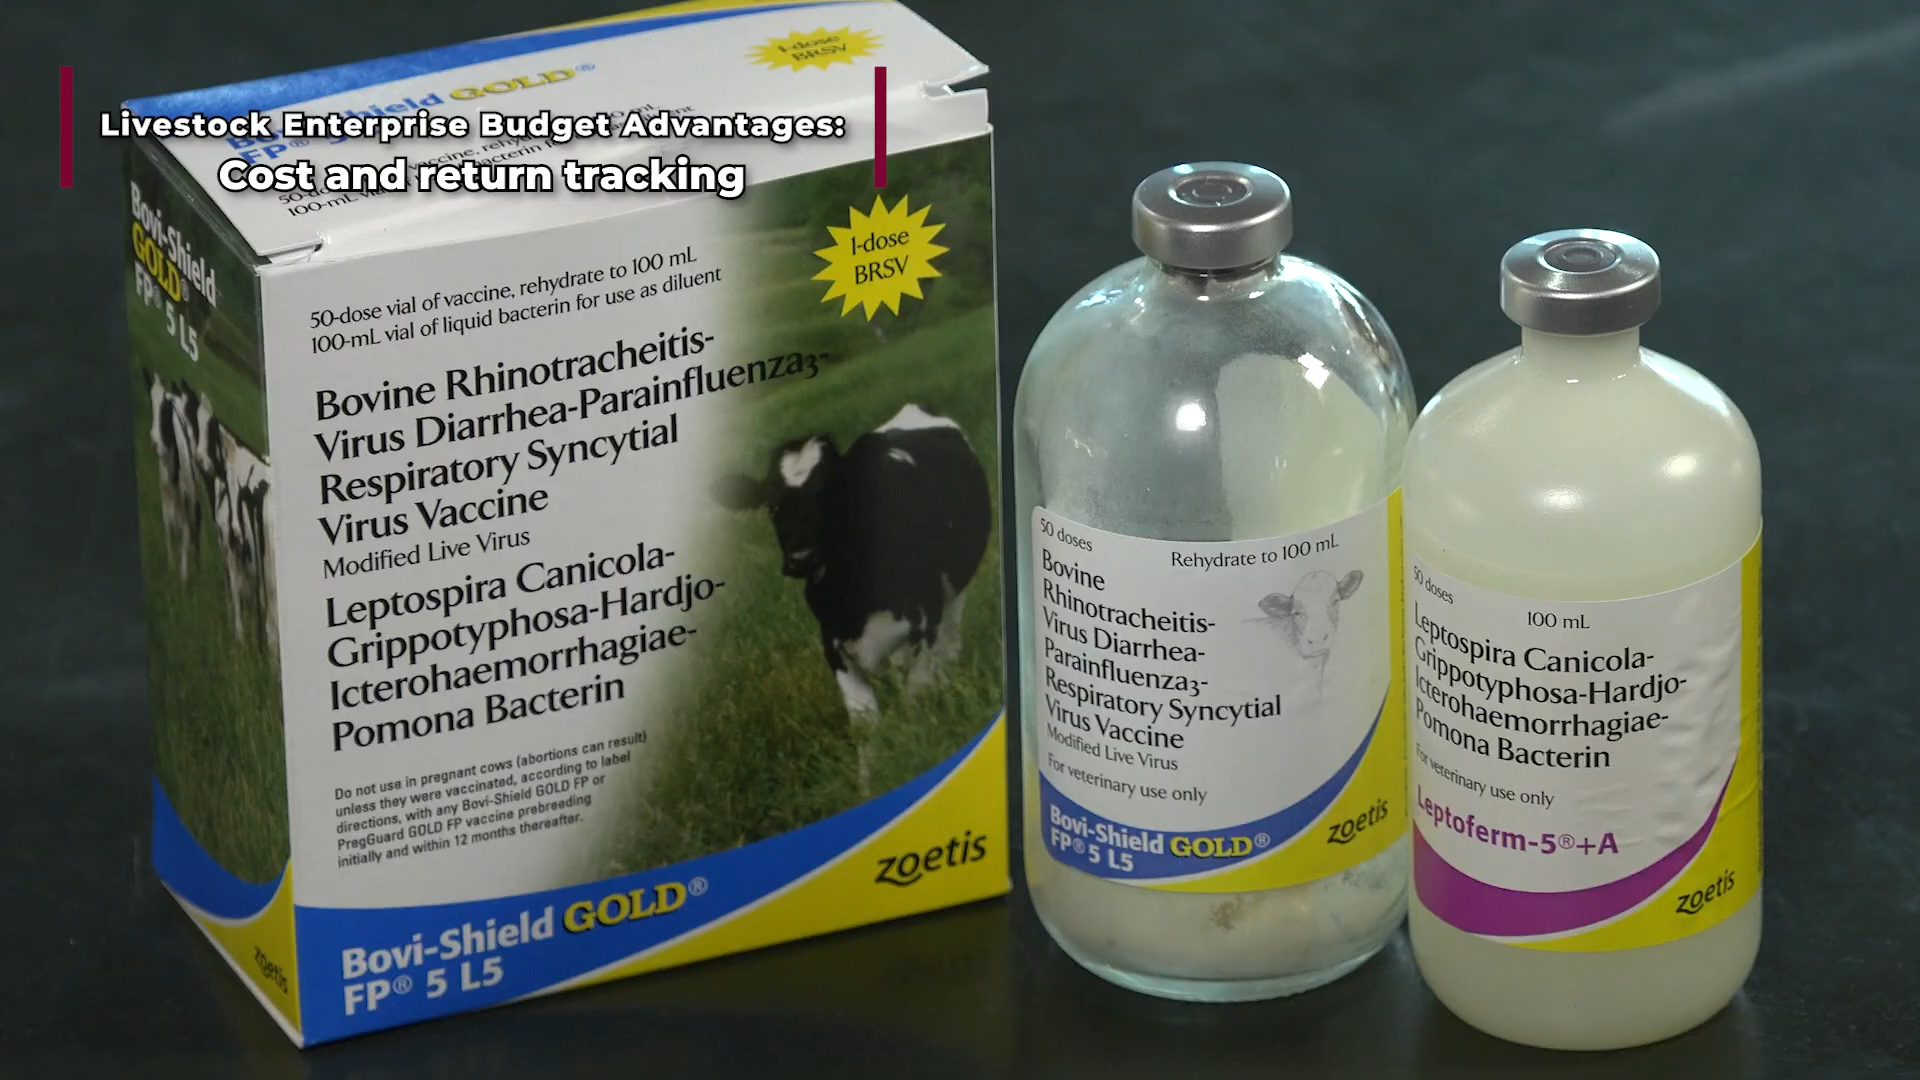 Livestock Enterprise Budget Advantages:
Cost and return tracking
1-dose
BRSV
Bovi-Shield
GOLD®
FP® 5 L5
50-dose vial of vaccine, rehydrate to 100 mL
100-mL vial of liquid bacterin for use as diluent
1-dose
BRSV
Bovine Rhinotracheitis-
Virus Diarrhea-Parainfluenza3-
Respiratory Syncytial
Virus Vaccine
Modified Live Virus
Leptospira Canicola-
Grippotyphosa-Hardjo-
Icterohaemorrhagiae-
Pomona Bacterin
Do not use in pregnant cows (abortions can result)
unless they were vaccinated, according to label
directions, with any Bovi-Shield GOLD FP or
PregGuard GOLD FP vaccine prebreeding
initially and within 12 months thereafter.
zoetis
Bovi-Shield GOLD®
FP® 5 L5
zoetis
50 doses
Rehydrate to 100 mL
Bovine
Rhinotracheitis-
Virus Diarrhea-
Parainfluenza3-
Respiratory Syncytial
Virus Vaccine
Modified Live Virus
For veterinary use only
Bovi-Shield GOLD®
FP® 5 L5
zoetis
50 doses
100 mL
Leptospira Canicola-
Grippotyphosa-Hardjo-
Icterohaemorrhagiae-
Pomona Bacterin
For veterinary use only
Leptoferm-5®+A
zoetis